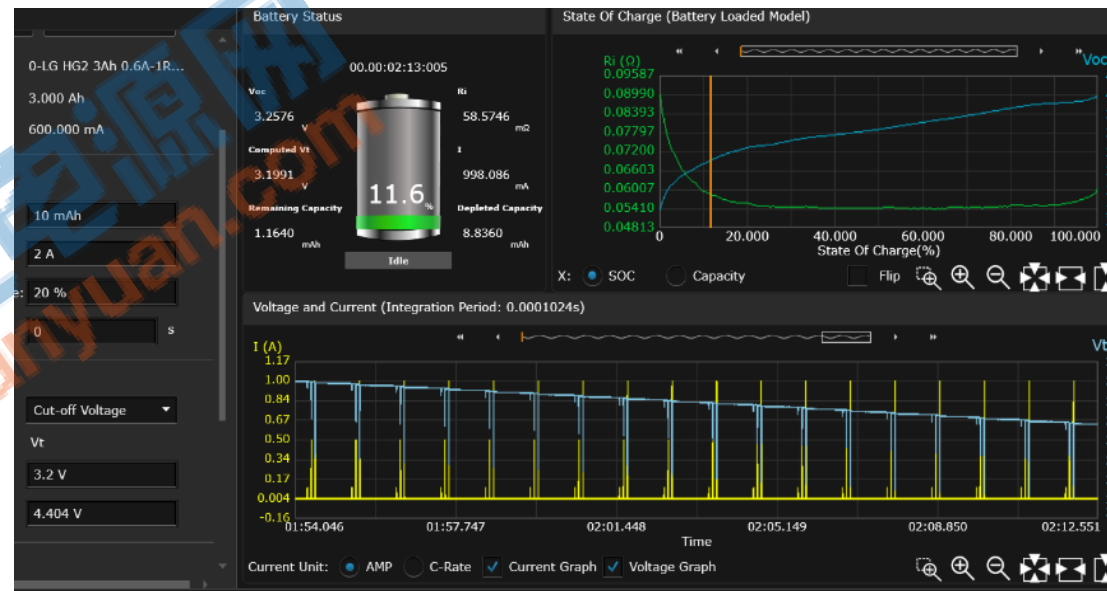 Battery Status
State Of Charge (Battery Loaded Model)
0-LG HG2 3Ah 0.6A-1R...
3.000 Ah
600.000 mA
10 mAh
2 A
e: 20 %
0 s
Cut-off Voltage
Vt
3.2 V
4.404 V
00.00:02:13:005
Voc
3.2576 V
Ri
58.5746 mΩ
Computed Vt
3.1991 V
I
998.086 mA
11.6 %
Remaining Capacity
1.1640 mAh
Depleted Capacity
8.8360 mAh
Idle
Ri (Ω)
Voc
0.09587
0.08990
0.08393
0.07797
0.07200
0.06603
0.06007
0.05410
0.04813
0 20.000 40.000 60.000 80.000 100.000
State Of Charge(%)
X: SOC Capacity Flip
Voltage and Current (Integration Period: 0.0001024s)
I (A)
Vt
1.17
1.00
0.84
0.67
0.50
0.34
0.17
0.004
-0.16
01:54.046 01:57.747 02:01.448 02:05.149 02:08.850 02:12.551
Time
Current Unit: AMP C-Rate Current Graph Voltage Graph
电源网
anyuan.com